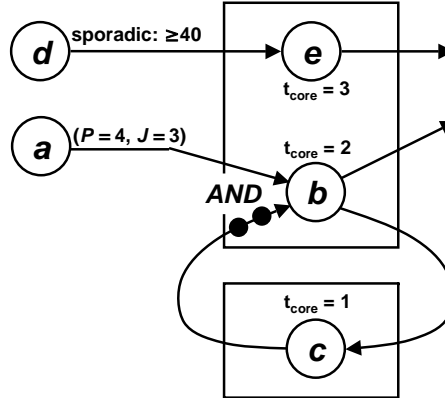 d
sporadic: ≥40
e
t_core = 3
a
(P = 4, J = 3)
t_core = 2
AND
b
t_core = 1
c